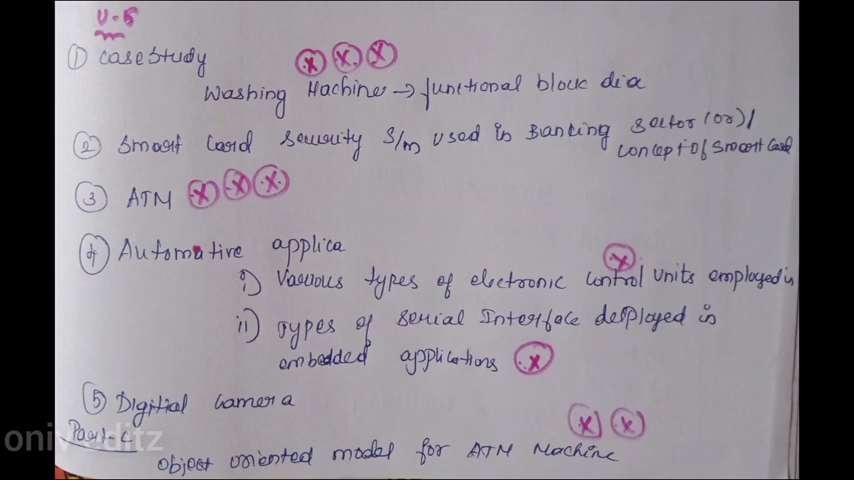 U-5
① Case study
Washing Machine → functional block dia
② Smart Card Security S/m used in Banking Sector (or) /
concept of Smart Card
③ ATM
④ Automative applica
i) Various types of electronic control units employed in
ii) Types of Serial Interface deployed in
embedded applications
⑤ Digitial Camera
Part-C
object oriented model for ATM Machine